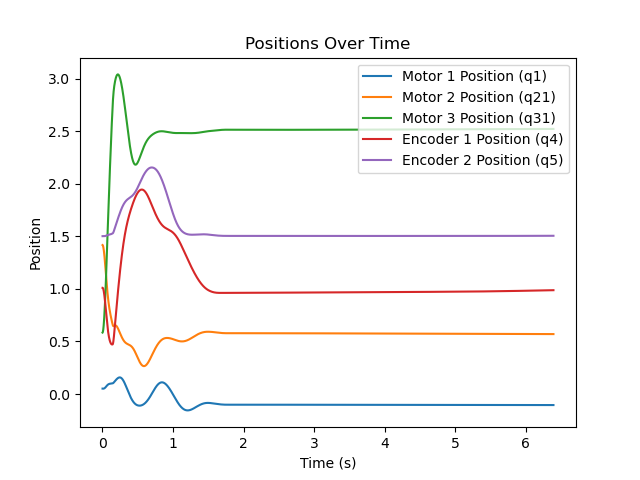 Positions Over Time
Motor 1 Position (q1)
Motor 2 Position (q21)
Motor 3 Position (q31)
Encoder 1 Position (q4)
Encoder 2 Position (q5)
Position
3.0
2.5
2.0
1.5
1.0
0.5
0.0
0 1 2 3 4 5 6
Time (s)